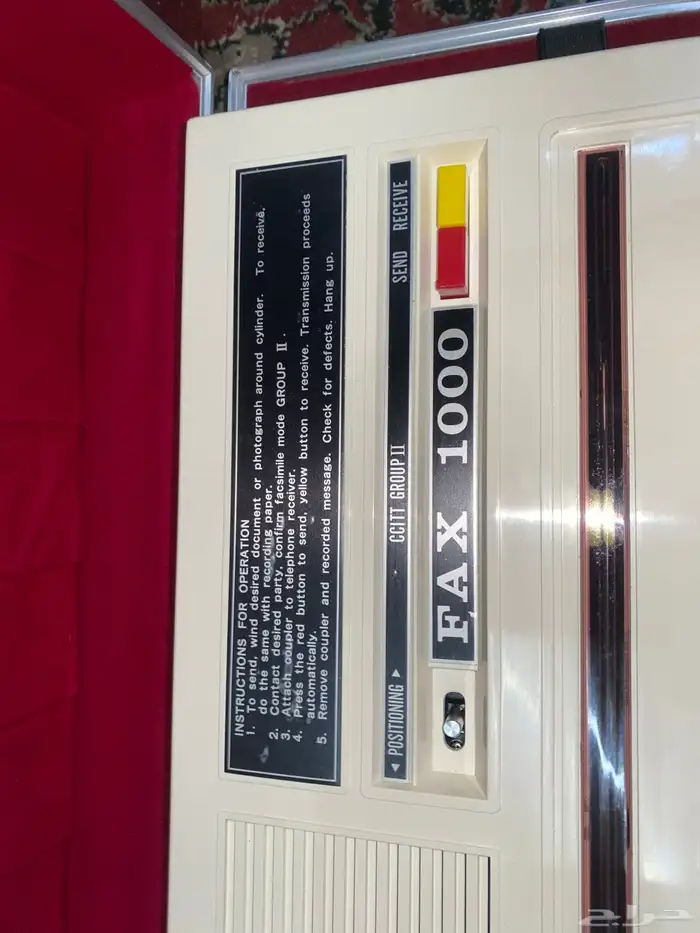 INSTRUCTIONS FOR OPERATION
1. To send, wind desired document or photograph around cylinder. To receive,
do the same with recording paper.
2. Contact desired party, confirm facsimile mode GROUP II.
3. Attach coupler to telephone receiver.
4. Press the red button to send, yellow button to receive. Transmission proceeds
automatically.
5. Remove coupler and recorded message. Check for defects. Hang up.
◄ POSITIONING ► CCITT GROUP II SEND RECEIVE
FAX 1000
حراج